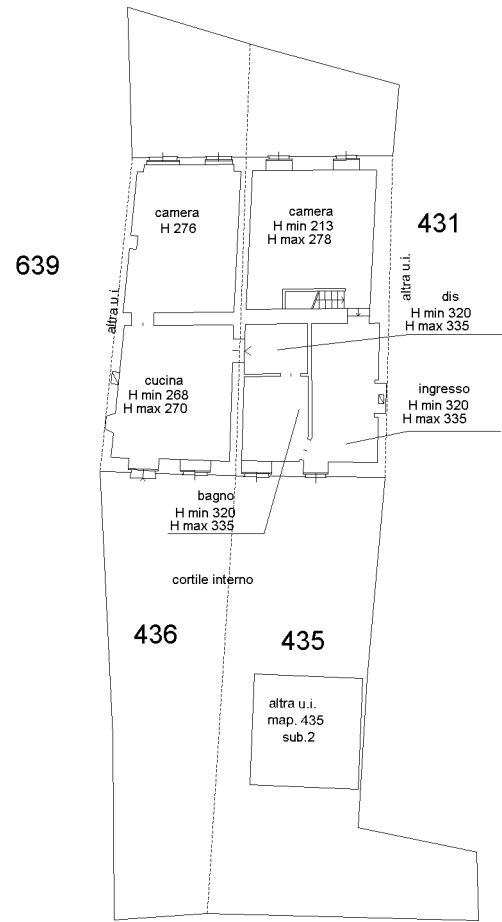 camera
H 276
camera
H min 213
H max 278
431
639
altra u.i.
altra u.i.
dis
H min 320
H max 335
cucina
H min 268
H max 270
ingresso
H min 320
H max 335
bagno
H min 320
H max 335
cortile interno
436
435
altra u.i.
map. 435
sub.2